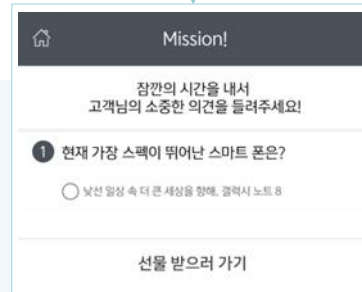 Mission!
잠깐의 시간을 내서
고객님의 소중한 의견을 들려주세요!
1 현재 가장 스펙이 뛰어난 스마트 폰은?
낯선 일상 속 더 큰 세상을 향해, 갤럭시 노트 8
선물 받으러 가기